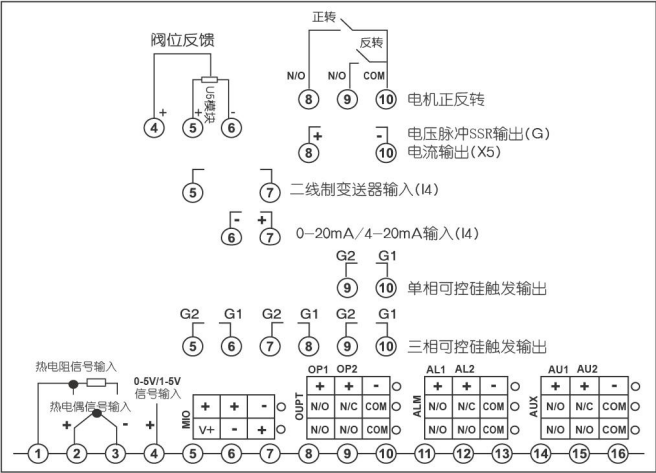 正转
阀位反馈
反转
N/O N/O COM
U5模块
+ + -
④ ⑤ ⑥
⑧ ⑨ ⑩ 电机正反转
+ - 电压脉冲SSR输出(G)
⑧ ⑩ 电流输出(X5)
⑤ ⑦ 二线制变送器输入(I4)
- +
⑥ ⑦ 0-20mA/4-20mA输入(I4)
G2 G1
⑨ ⑩ 单相可控硅触发输出
G2 G1 G2 G1 G2 G1
⑤ ⑥ ⑦ ⑧ ⑨ ⑩ 三相可控硅触发输出
热电阻信号输入
0-5V/1-5V
信号输入
热电偶信号输入
+ - +
MIO
+ + -
V+ - +
OUPT
OP1 OP2
+ + -
N/O N/C COM
N/O N/O COM
ALM
AL1 AL2
+ + -
N/O N/C COM
N/O N/O COM
AUX
AU1 AU2
+ + -
N/O N/C COM
N/O N/O COM
① ② ③ ④ ⑤ ⑥ ⑦ ⑧ ⑨ ⑩ ⑪ ⑫ ⑬ ⑭ ⑮ ⑯